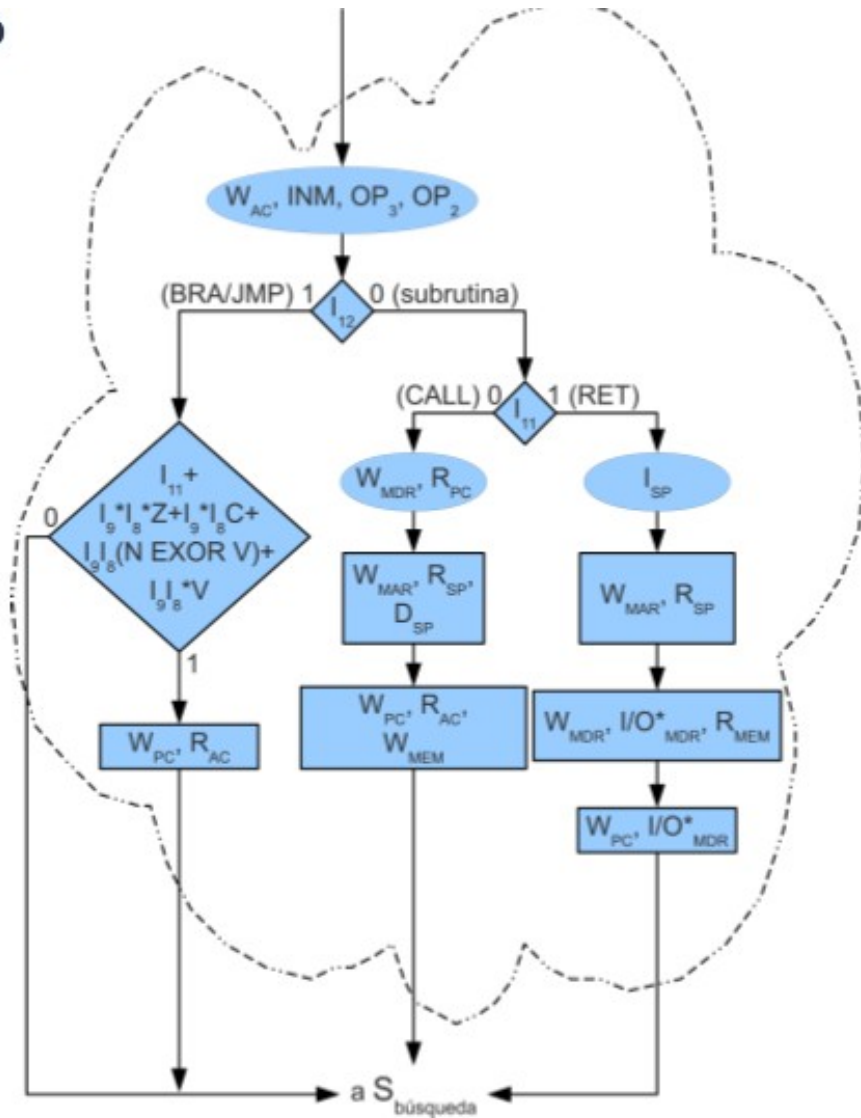 W_AC, INM, OP_3, OP_2
(BRA/JMP) 1
I_12
0 (subrutina)
(CALL) 0
I_11
1 (RET)
I_11+
I_9*I_8*Z+I_9*I_8C+
I_9I_8(N EXOR V)+
I_9I_8*V
0
1
W_MDR, R_PC
I_SP
W_MAR, R_SP,
D_SP
W_MAR, R_SP
W_PC, R_AC
W_PC, R_AC,
W_MEM
W_MDR, I/O*_MDR, R_MEM
W_PC, I/O*_MDR
a S_búsqueda